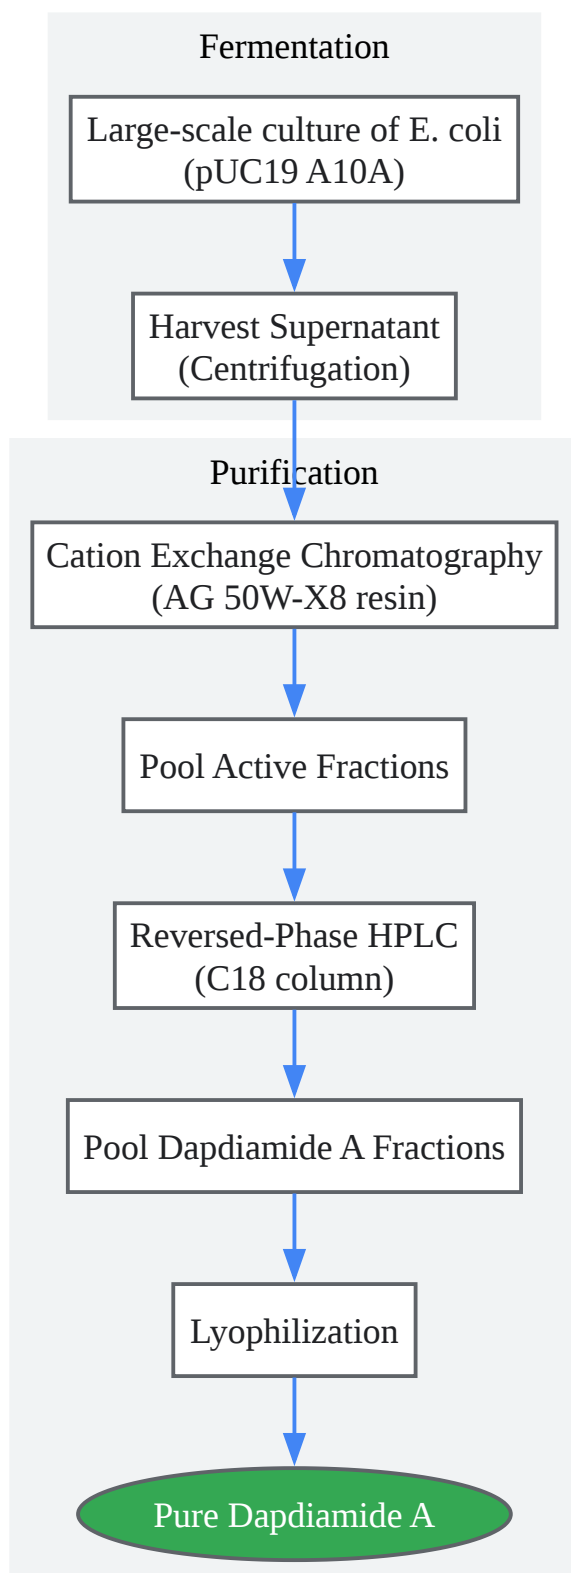 Fermentation
Large-scale culture of E. coli
(pUC19 A10A)
Harvest Supernatant
(Centrifugation)
Purification
Cation Exchange Chromatography
(AG 50W-X8 resin)
Pool Active Fractions
Reversed-Phase HPLC
(C18 column)
Pool Dapdiamide A Fractions
Lyophilization
Pure Dapdiamide A